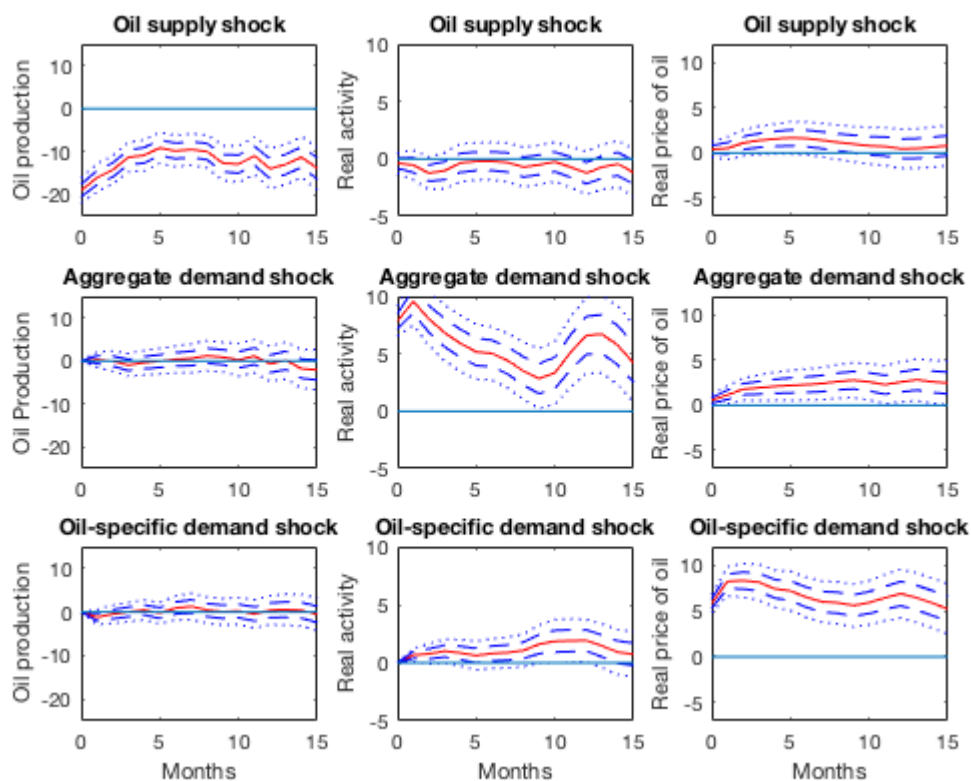 Oil supply shock
Oil production
10
0
-10
-20
0 5 10 15
Oil supply shock
Real activity
10
5
0
-5
0 5 10 15
Oil supply shock
Real price of oil
10
5
0
-5
0 5 10 15
Aggregate demand shock
Oil Production
10
0
-10
-20
0 5 10 15
Aggregate demand shock
Real activity
10
5
0
-5
0 5 10 15
Aggregate demand shock
Real price of oil
10
5
0
-5
0 5 10 15
Oil-specific demand shock
Oil production
10
0
-10
-20
0 5 10 15
Months
Oil-specific demand shock
Real activity
10
5
0
-5
0 5 10 15
Months
Oil-specific demand shock
Real price of oil
10
5
0
-5
0 5 10 15
Months